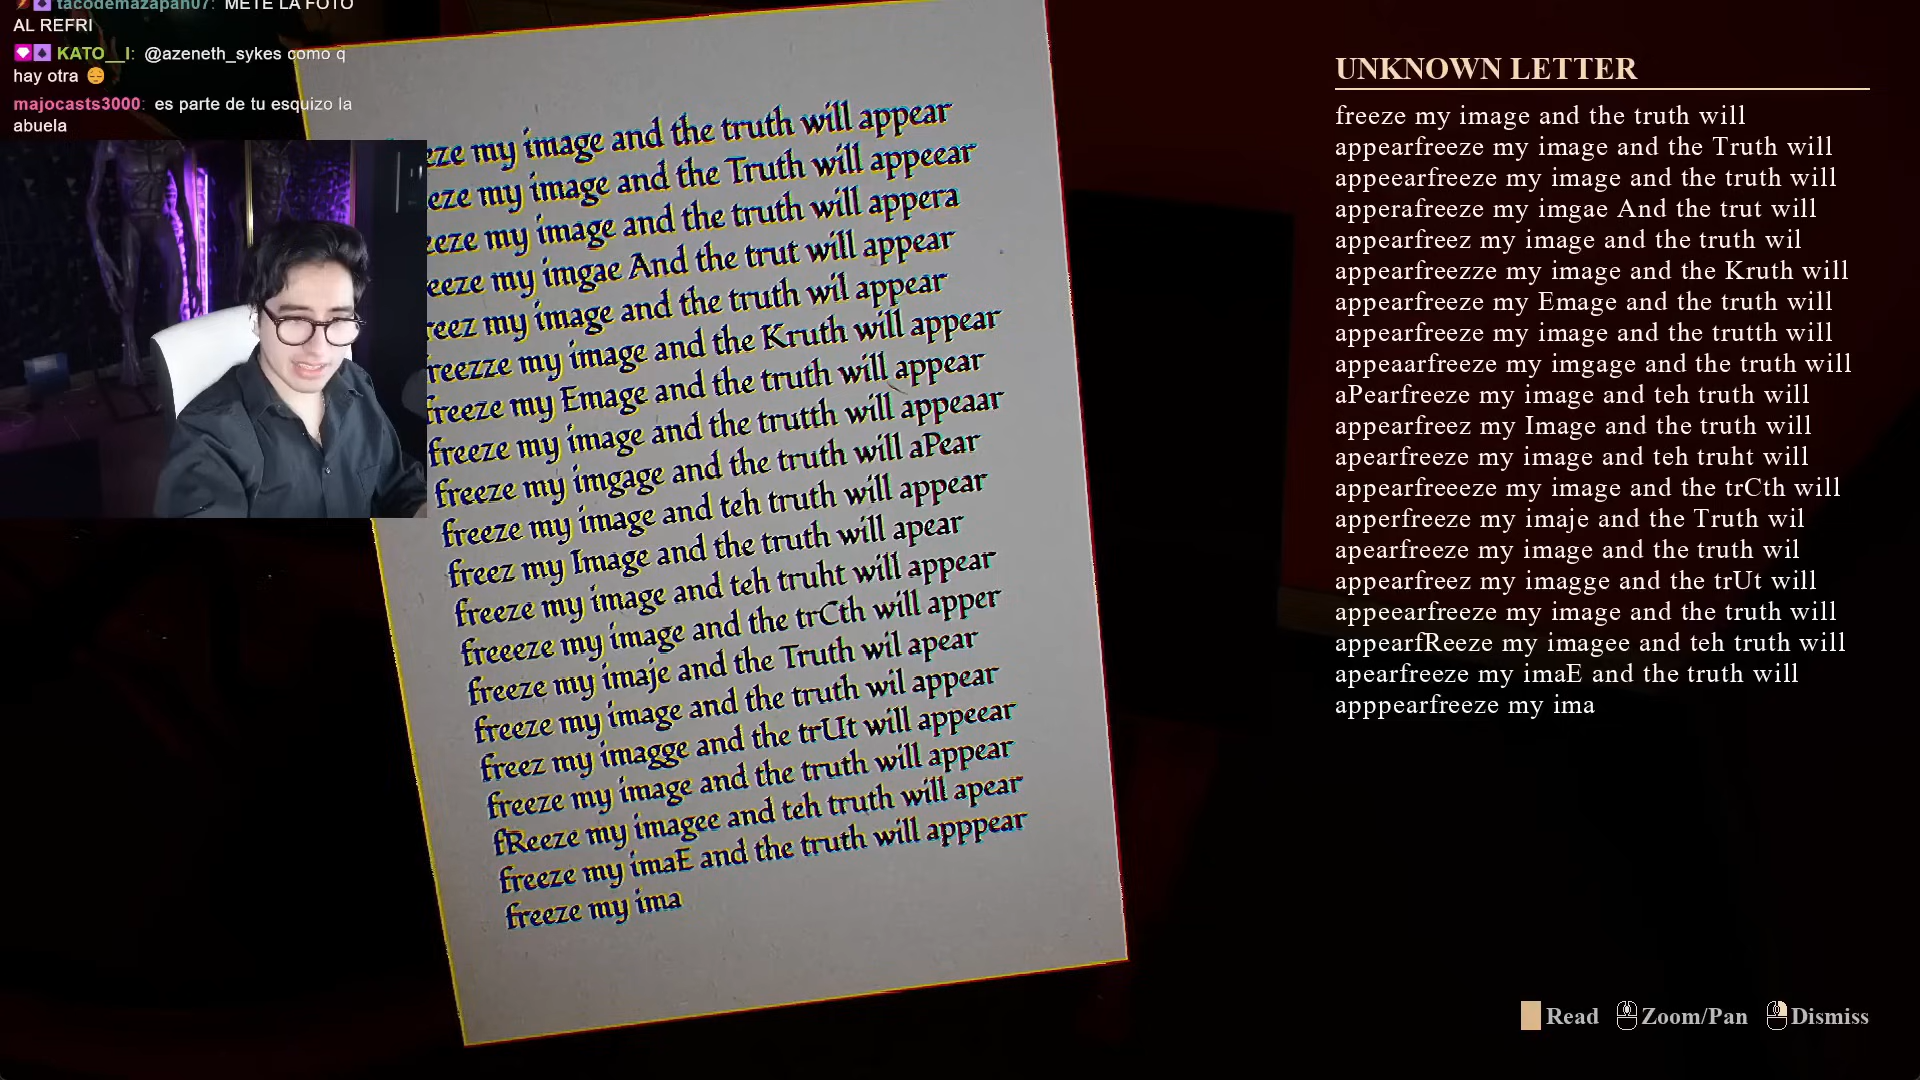 tacodemazapan07: METE LA FOTO
AL REFRI
KATO__I: @azeneth_sykes como q
hay otra 😔
majocasts3000: es parte de tu esquizo la
abuela
eze my image and the truth will appear
eze my image and the Truth will appeear
eeze my image and the truth will appera
eeze my imgae And the trut will appear
reez my image and the truth wil appear
freezze my image and the Kruth will appear
freeze my Emage and the truth will appear
freeze my image and the trutth will appeaar
freeze my imgage and the truth will aPear
freeze my image and teh truth will appear
freez my Image and the truth will apear
freeze my image and teh truht will appear
freeeze my image and the trCth will apper
freeze my imaje and the Truth wil apear
freeze my image and the truth wil appear
freez my imagge and the trUt will appeear
freeze my image and the truth will appear
fReeze my imagee and teh truth will apear
freeze my imaE and the truth will apppear
freeze my ima
UNKNOWN LETTER
freeze my image and the truth will
appearfreeze my image and the Truth will
appeearfreeze my image and the truth will
apperafreeze my imgae And the trut will
appearfreez my image and the truth wil
appearfreezze my image and the Kruth will
appearfreeze my Emage and the truth will
appearfreeze my image and the trutth will
appeaarfreeze my imgage and the truth will
aPearfreeze my image and teh truth will
appearfreez my Image and the truth will
apearfreeze my image and teh truht will
appearfreeeze my image and the trCth will
apperfreeze my imaje and the Truth wil
apearfreeze my image and the truth wil
appearfreez my imagge and the trUt will
appeearfreeze my image and the truth will
appearfReeze my imagee and teh truth will
apearfreeze my imaE and the truth will
apppearfreeze my ima
Read Zoom/Pan Dismiss